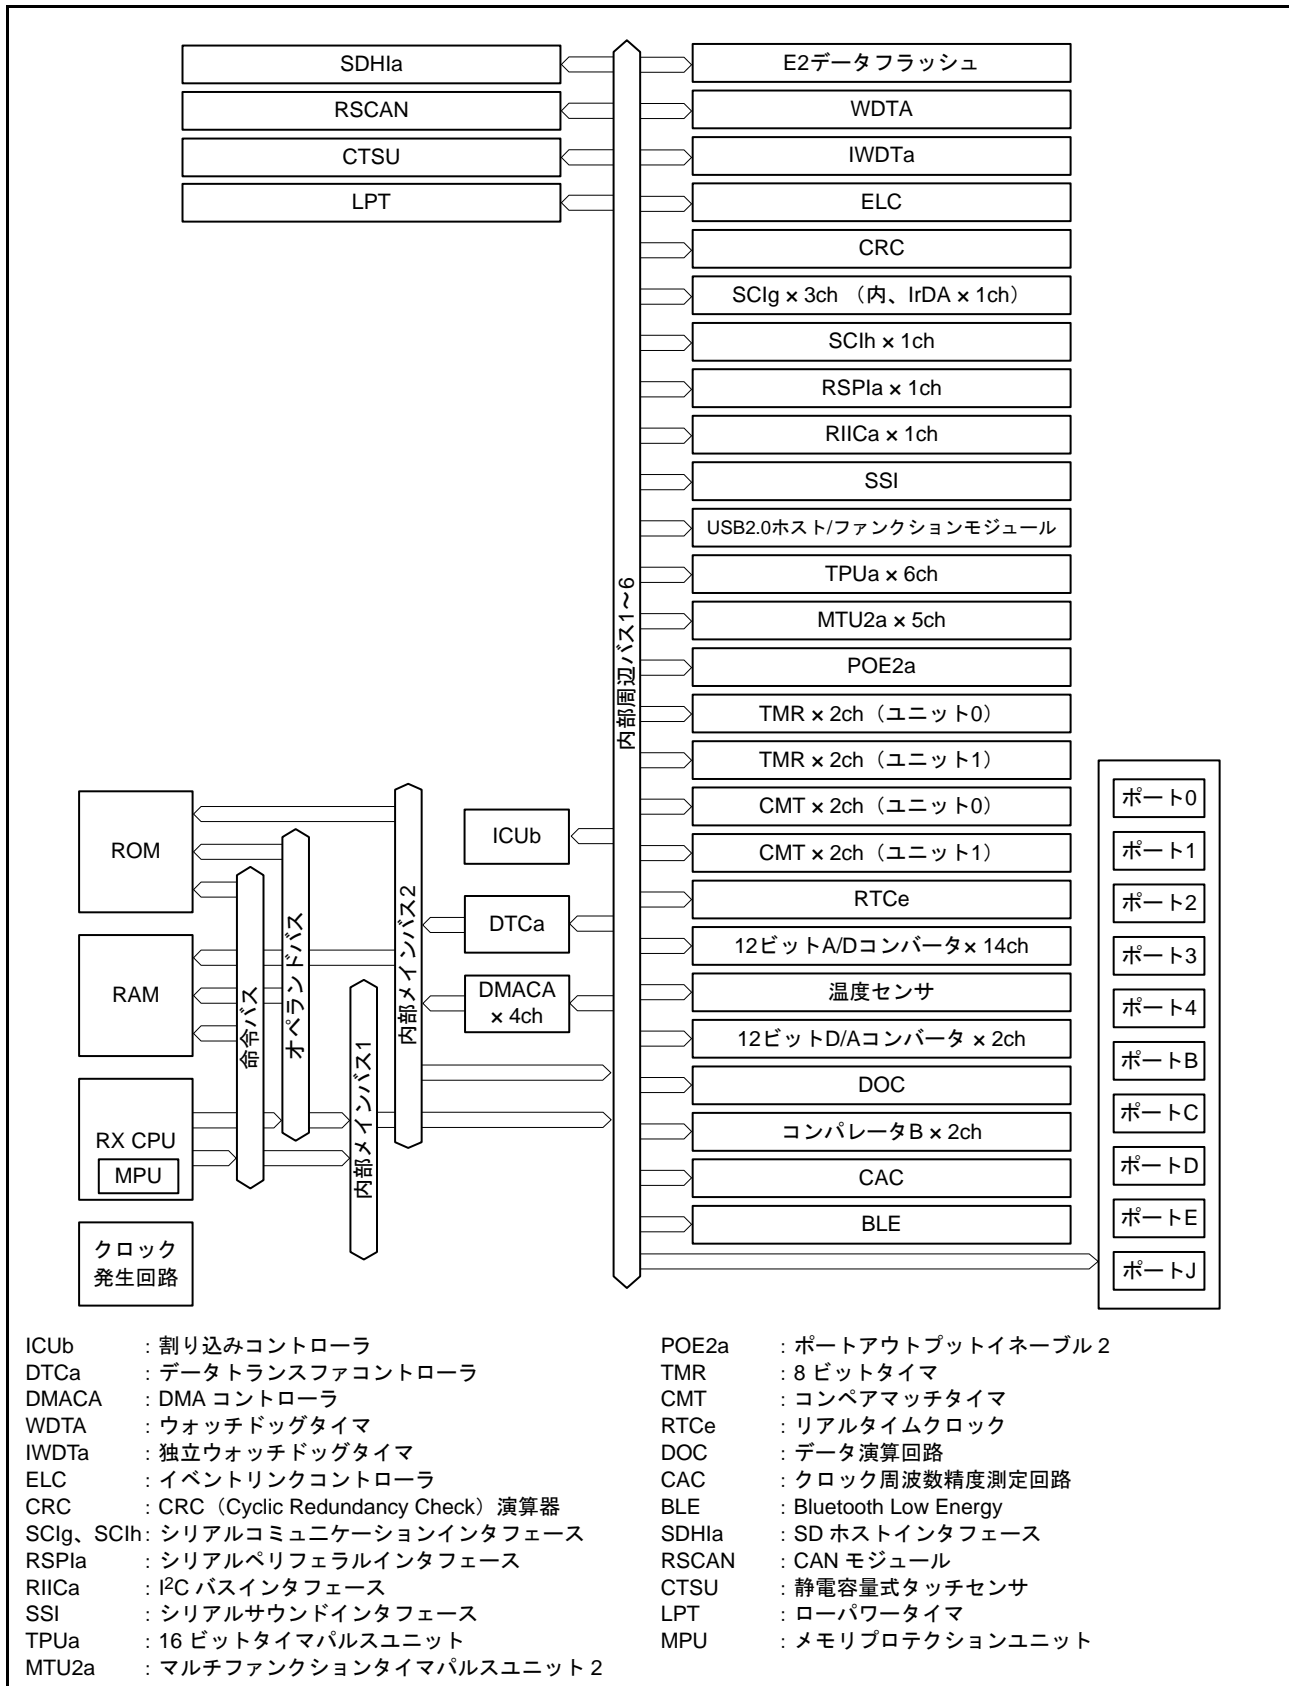 SDHIa
RSCAN
CTSU
LPT
E2データフラッシュ
WDTA
IWDTa
ELC
CRC
SCIg × 3ch （内、IrDA × 1ch）
SCIh × 1ch
RSPIa × 1ch
RIICa × 1ch
SSI
USB2.0ホスト/ファンクションモジュール
TPUa × 6ch
MTU2a × 5ch
POE2a
TMR × 2ch（ユニット0）
TMR × 2ch（ユニット1）
CMT × 2ch（ユニット0）
CMT × 2ch（ユニット1）
RTCe
12ビットA/Dコンバータ× 14ch
温度センサ
12ビットD/Aコンバータ × 2ch
DOC
コンパレータB × 2ch
CAC
BLE
内部周辺バス1～6
ROM
RAM
RX CPU
MPU
クロック
発生回路
命令バス
オペランドバス
内部メインバス1
内部メインバス2
ICUb
DTCa
DMACA
× 4ch
ポート0
ポート1
ポート2
ポート3
ポート4
ポートB
ポートC
ポートD
ポートE
ポートJ
ICUb : 割り込みコントローラ
DTCa : データトランスファコントローラ
DMACA : DMA コントローラ
WDTA : ウォッチドッグタイマ
IWDTa : 独立ウォッチドッグタイマ
ELC : イベントリンクコントローラ
CRC : CRC（Cyclic Redundancy Check）演算器
SCIg、SCIh : シリアルコミュニケーションインタフェース
RSPIa : シリアルペリフェラルインタフェース
RIICa : I²C バスインタフェース
SSI : シリアルサウンドインタフェース
TPUa : 16 ビットタイマパルスユニット
MTU2a : マルチファンクションタイマパルスユニット 2
POE2a : ポートアウトプットイネーブル 2
TMR : 8 ビットタイマ
CMT : コンペアマッチタイマ
RTCe : リアルタイムクロック
DOC : データ演算回路
CAC : クロック周波数精度測定回路
BLE : Bluetooth Low Energy
SDHIa : SD ホストインタフェース
RSCAN : CAN モジュール
CTSU : 静電容量式タッチセンサ
LPT : ローパワータイマ
MPU : メモリプロテクションユニット